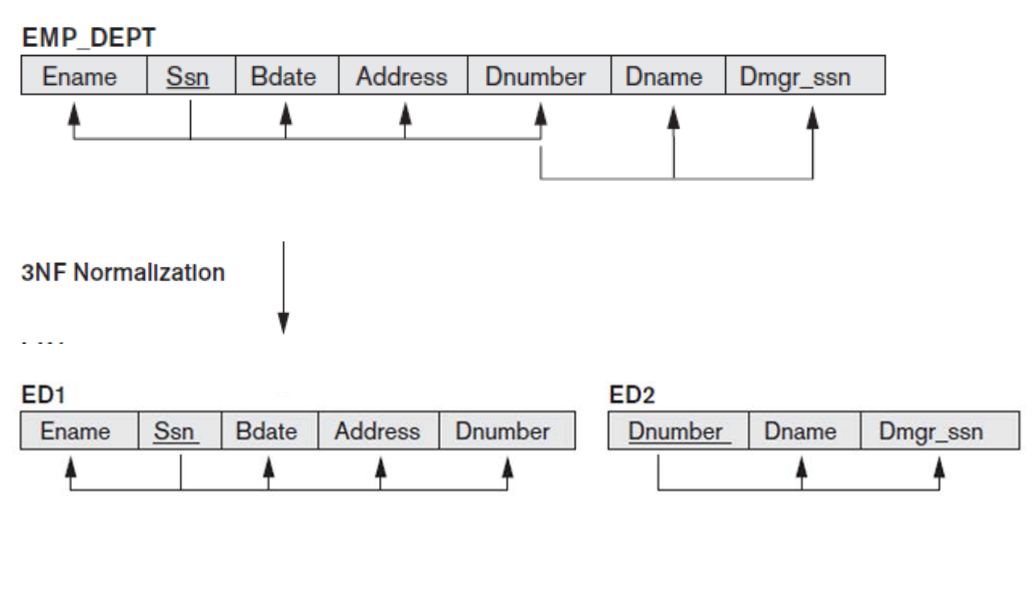 EMP_DEPT
Ename Ssn Bdate Address Dnumber Dname Dmgr_ssn
3NF Normalization
ED1 ED2
Ename Ssn Bdate Address Dnumber Dnumber Dname Dmgr_ssn